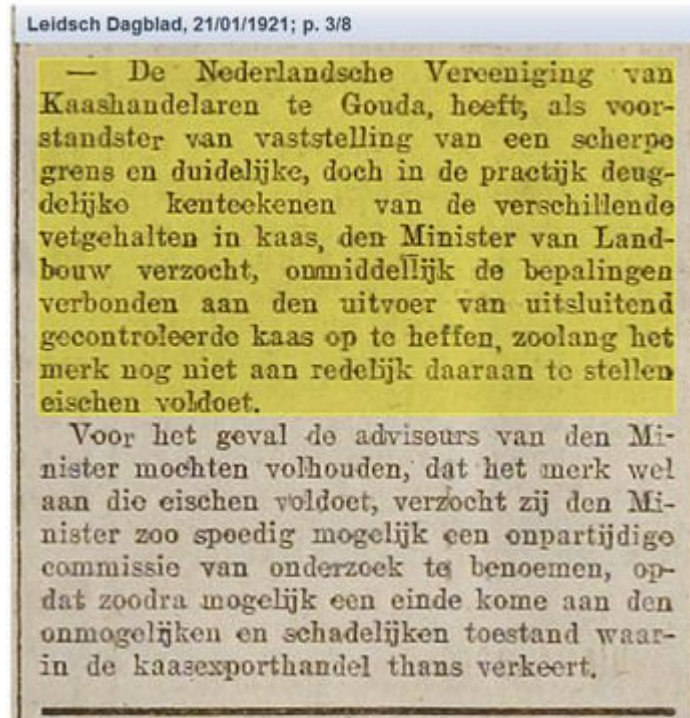 Leidsch Dagblad, 21/01/1921; p. 3/8
— De Nederlandsche Vereeniging van
Kaashandelaren te Gouda, heeft, als voor-
standster van vaststelling van een scherpe
grens en duidelijke, doch in de practijk deug-
delijke kenteekenen van de verschillende
vetgehalten in kaas, den Minister van Land-
bouw verzocht, onmiddellijk de bepalingen
verbonden aan den uitvoer van uitsluitend
gecontroleerde kaas op te heffen, zoolang het
merk nog niet aan redelijk daaraan te stellen
eischen voldoet.
Voor het geval de adviseurs van den Mi-
nister mochten volhouden, dat het merk wel
aan die eischen voldoet, verzocht zij den Mi-
nister zoo spoedig mogelijk een onpartijdige
commissie van onderzoek te benoemen, op-
dat zoodra mogelijk een einde kome aan den
onmogelijken en schadelijken toestand waar-
in de kaasexporthandel thans verkeert.